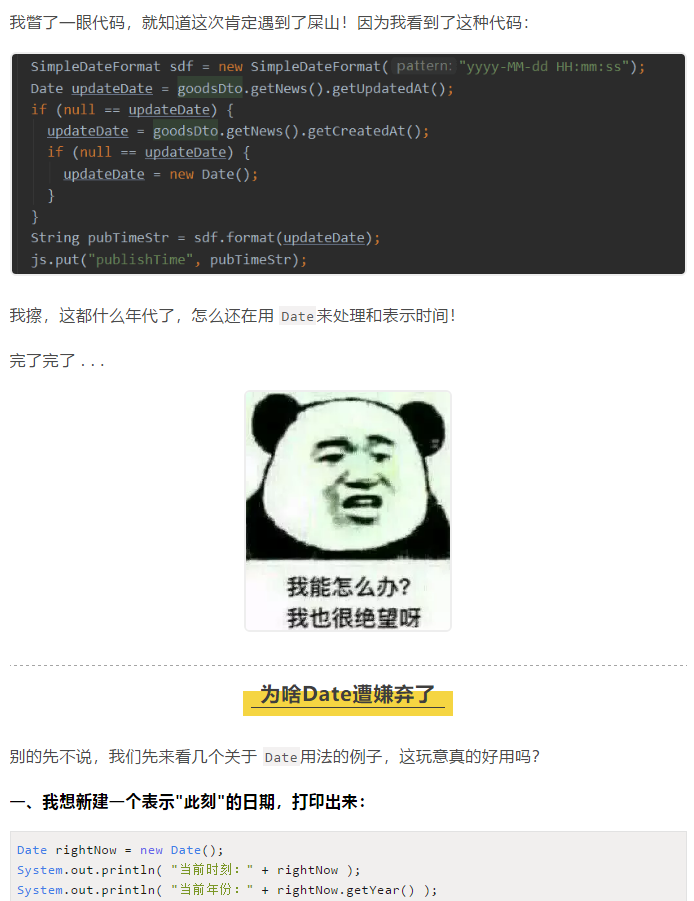 我瞥了一眼代码，就知道这次肯定遇到了屎山！因为我看到了这种代码：
SimpleDateFormat sdf = new SimpleDateFormat( pattern: "yyyy-MM-dd HH:mm:ss");
Date updateDate = goodsDto.getNews().getUpdatedAt();
if (null == updateDate) {
updateDate = goodsDto.getNews().getCreatedAt();
if (null == updateDate) {
updateDate = new Date();
}
}
String pubTimeStr = sdf.format(updateDate);
js.put("publishTime", pubTimeStr);
我擦，这都什么年代了，怎么还在用 Date来处理和表示时间！
完了完了 . . .
我能怎么办？
我也很绝望呀
为啥Date遭嫌弃了
别的先不说，我们先来看几个关于 Date用法的例子，这玩意真的好用吗？
一、我想新建一个表示"此刻"的日期，打印出来：
Date rightNow = new Date();
System.out.println( "当前时刻：" + rightNow );
System.out.println( "当前年份：" + rightNow.getYear() );